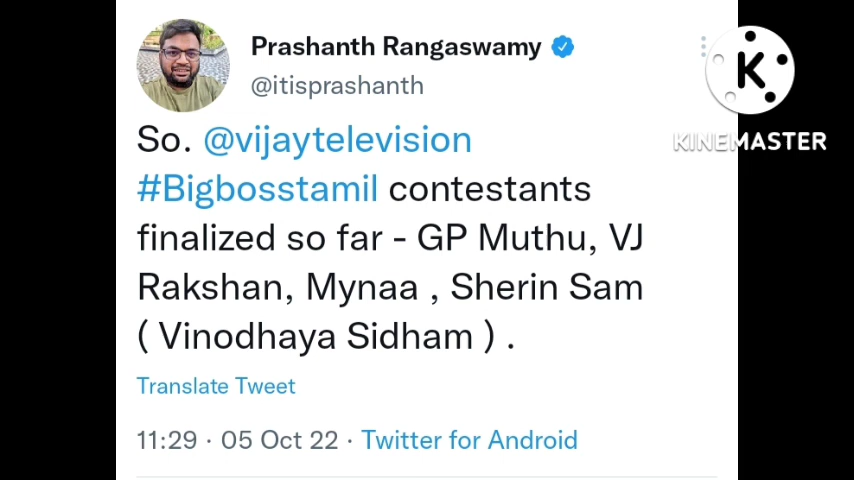 Prashanth Rangaswamy
@itisprashanth
So. @vijaytelevision
#Bigbosstamil contestants
finalized so far - GP Muthu, VJ
Rakshan, Mynaa , Sherin Sam
( Vinodhaya Sidham ) .
Translate Tweet
11:29 · 05 Oct 22 · Twitter for Android
K
KINEMASTER